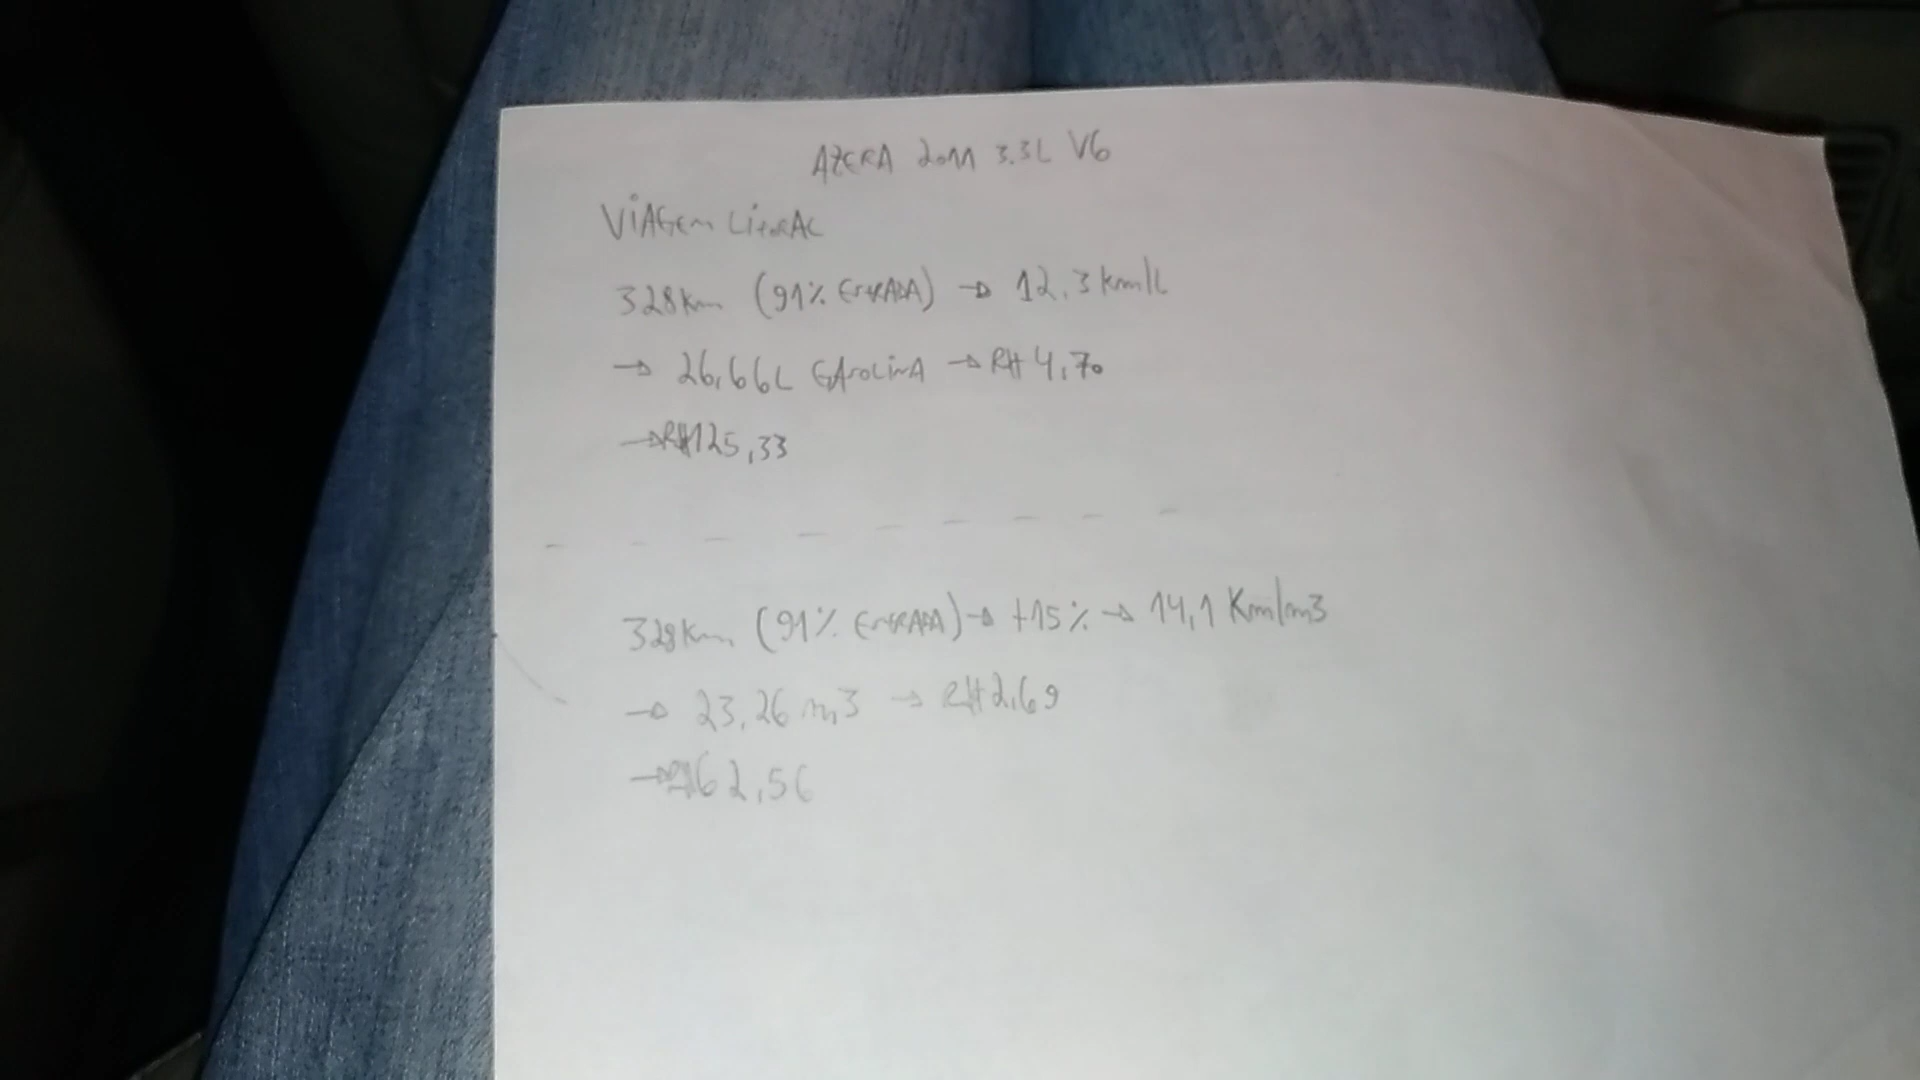 AZERA 2011 3.3L V6
ViAGEm LitorAL
328Km (91% EstRADA) → 12,3 km/L
→ 26,66L GAsolinA → R$ 4,70
→ R$125,33
328Km (91% EstRADA) → +15% → 14,1 Km/m3
→ 23,26 m3 → R$ 2,69
→ R$62,56